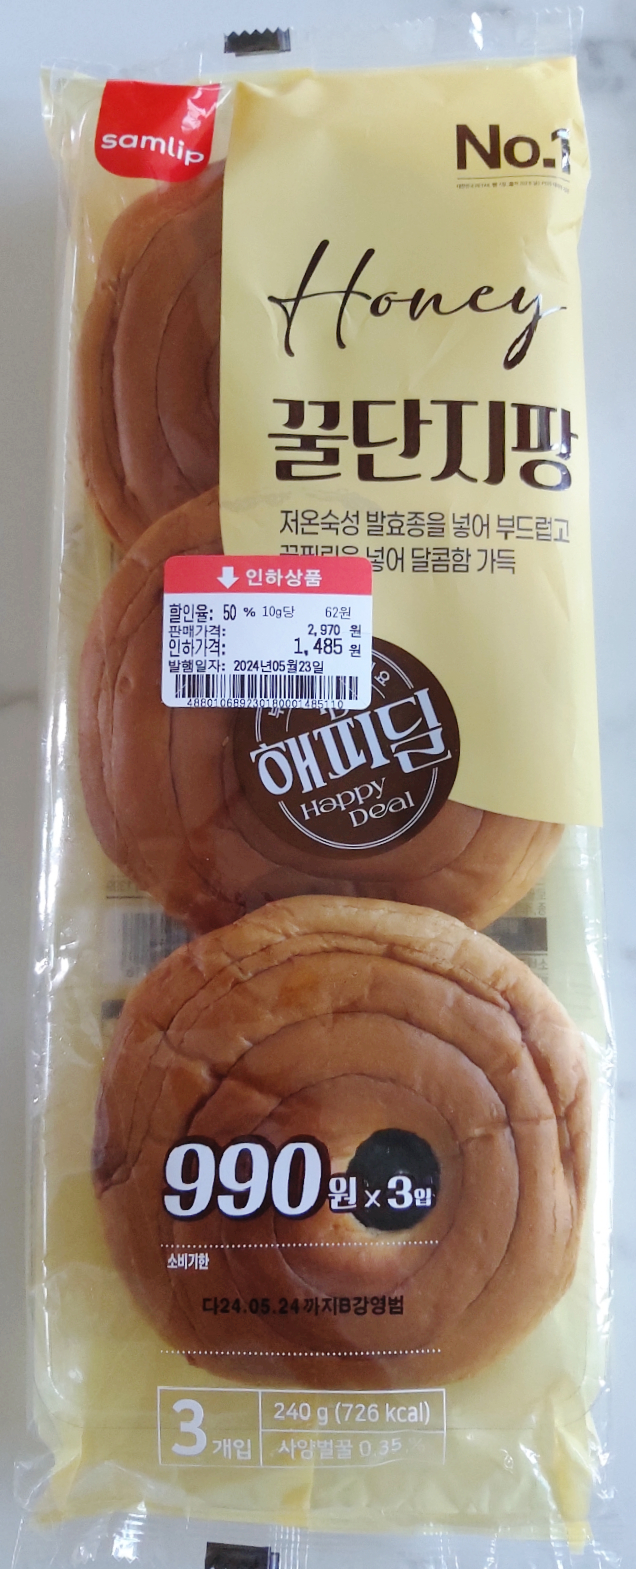 samlip
No.1
Honey
꿀단지팡
저온숙성 발효종을 넣어 부드럽고
넣어 달콤함 가득
인하상품
할인율: 50 % 10g당 62원
판매가격: 2,970 원
인하가격: 1,485 원
발행일자: 2024년05월23일
해피딜
Happy
Deal
990원 x 3입
소비기한
다24.05.24까지B강영범
3개입
240 g (726 kcal)
사양벌꿀 0.35 %